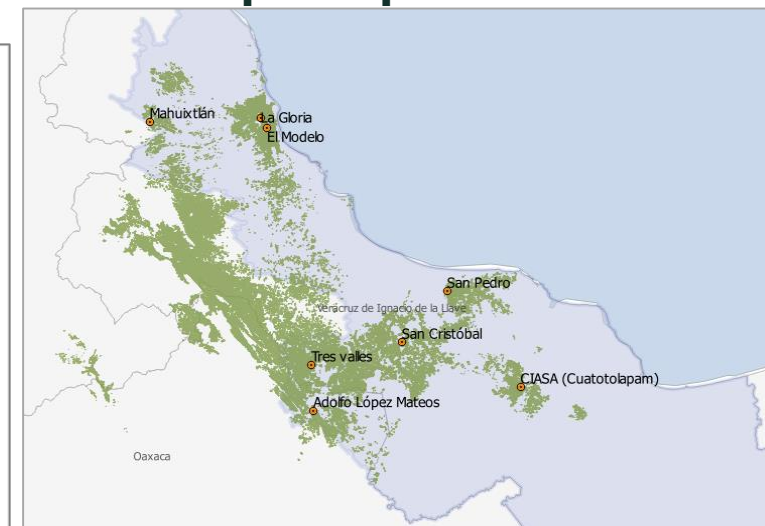 Mahuixtlán
La Gloria
El Modelo
San Pedro
Veracruz de Ignacio de la Llave
San Cristóbal
Tres valles
CIASA (Cuatotolapam)
Adolfo López Mateos
Oaxaca